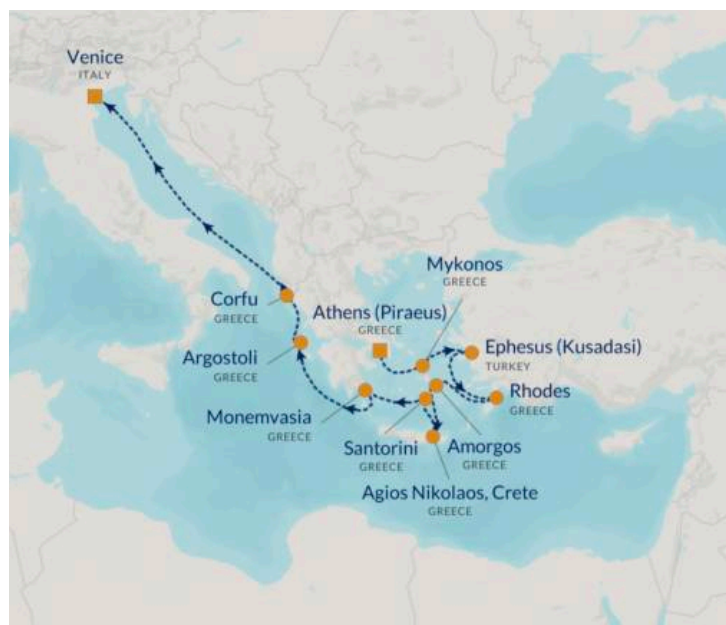 Venice
ITALY
Mykonos
GREECE
Corfu
GREECE
Athens (Piraeus)
GREECE
Ephesus (Kusadasi)
TURKEY
Argostoli
GREECE
Rhodes
GREECE
Monemvasia
GREECE
Santorini
GREECE
Amorgos
GREECE
Agios Nikolaos, Crete
GREECE